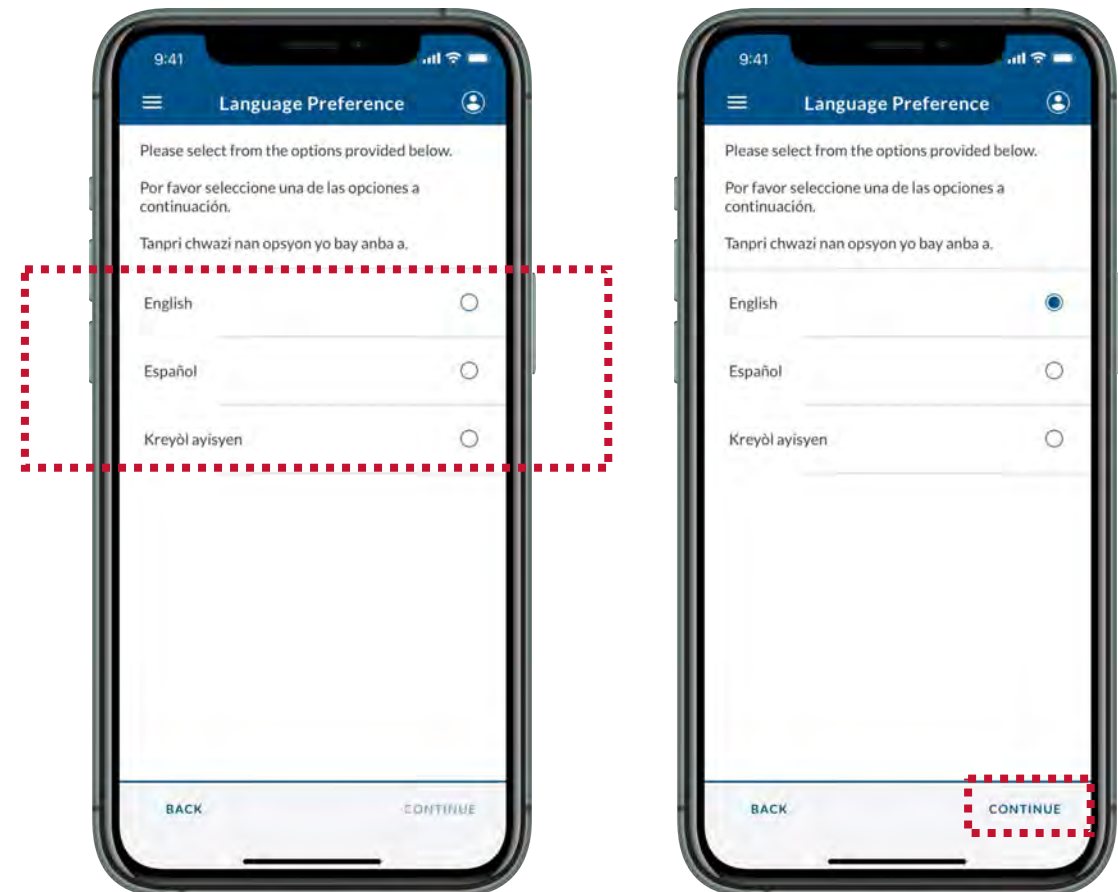 9:41
Language Preference
Please select from the options provided below.
Por favor seleccione una de las opciones a
continuación.
Tanpri chwazi nan opsyon yo bay anba a.
English
Español
Kreyòl ayisyen
BACK CONTINUE
9:41
Language Preference
Please select from the options provided below.
Por favor seleccione una de las opciones a
continuación.
Tanpri chwazi nan opsyon yo bay anba a.
English
Español
Kreyòl ayisyen
BACK CONTINUE